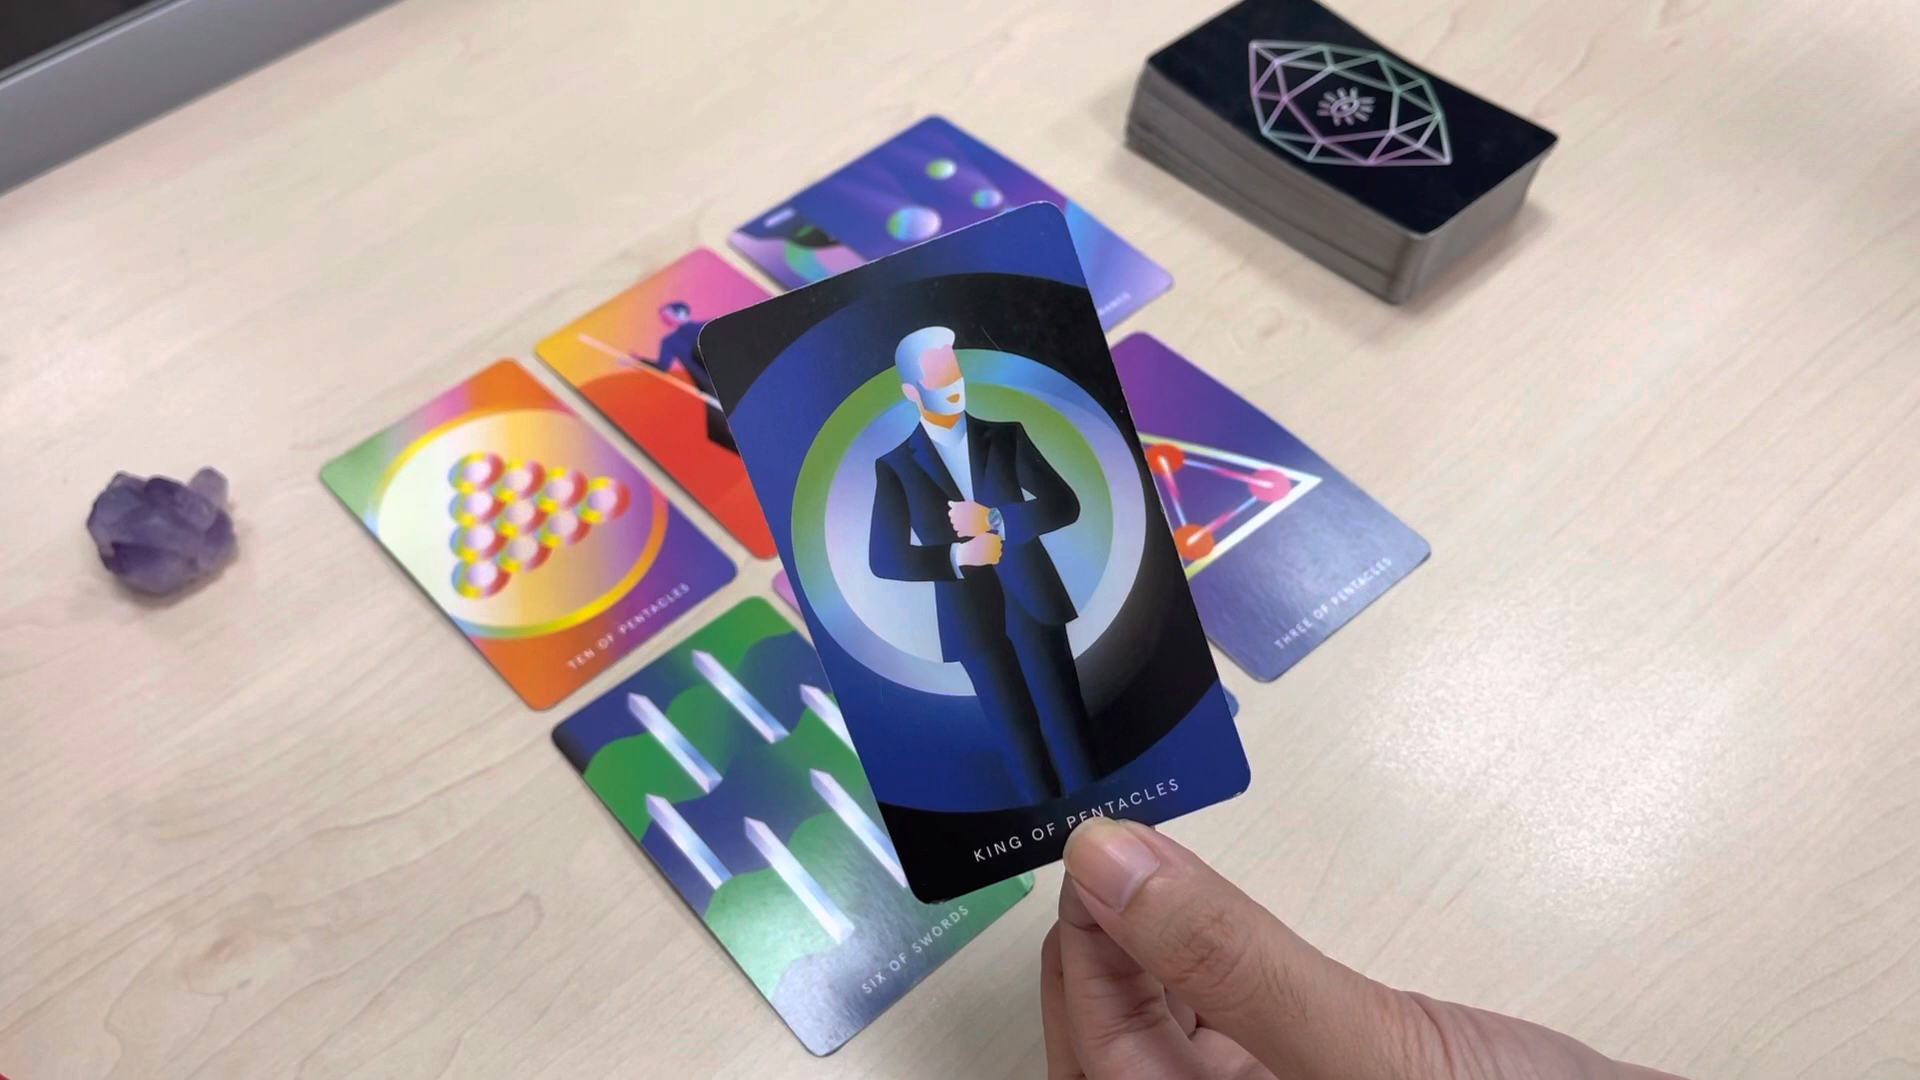 TEN OF PENTACLES
THREE OF PENTACLES
KING OF PENTACLES
SIX OF SWORDS